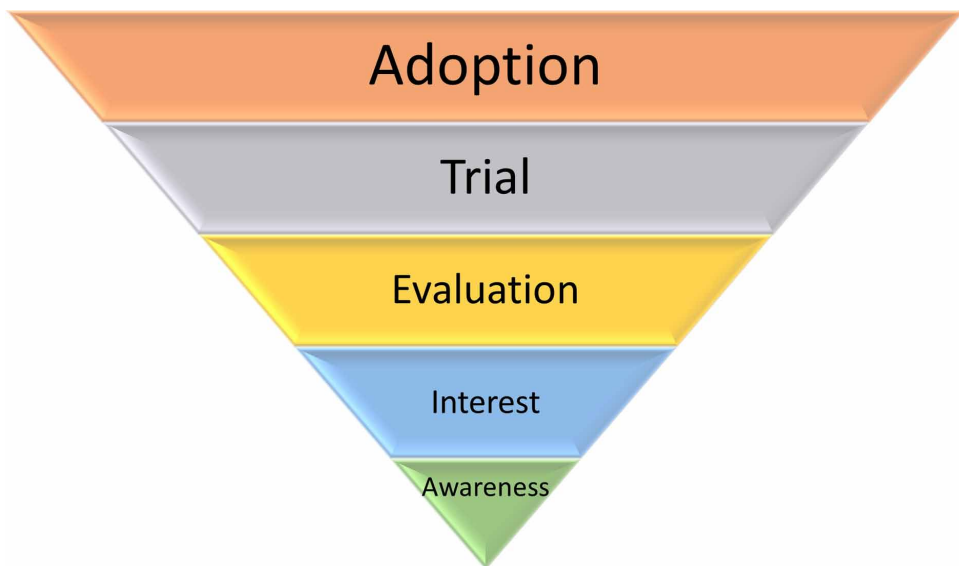 Adoption
Trial
Evaluation
Interest
Awareness